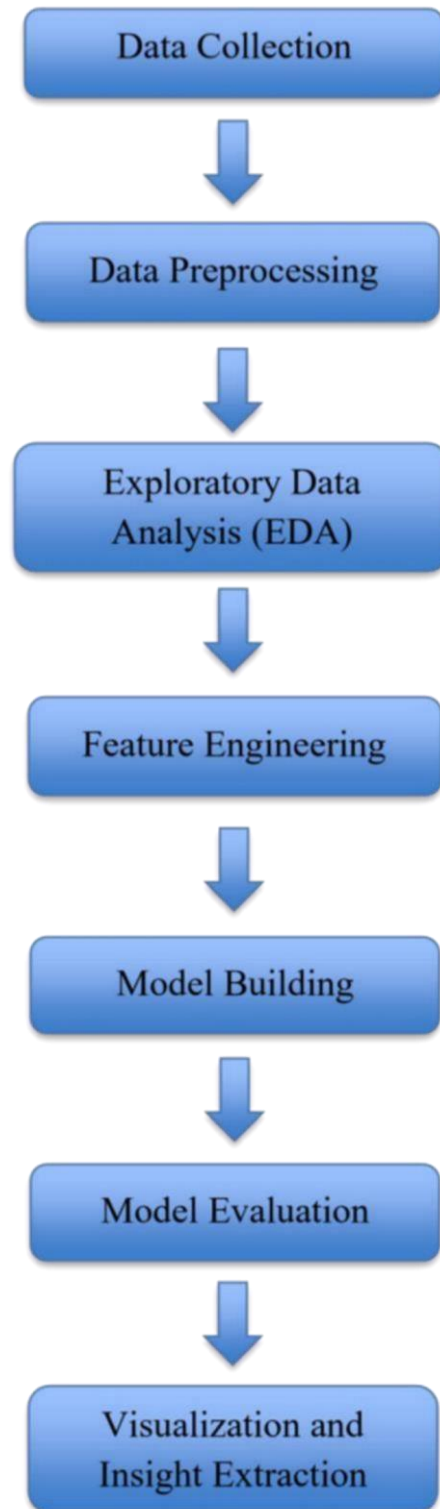 Data Collection
Data Preprocessing
Exploratory Data
Analysis (EDA)
Feature Engineering
Model Building
Model Evaluation
Visualization and
Insight Extraction